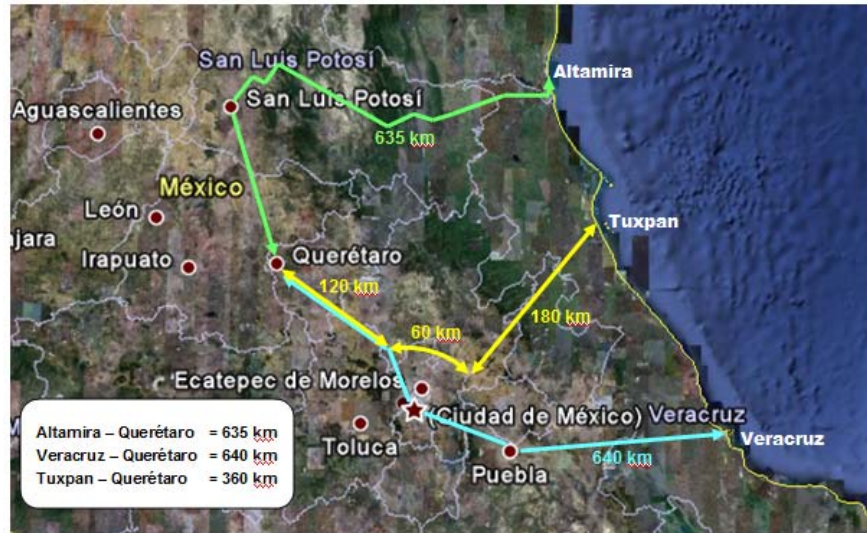 San Luis Potosí
Altamira
San Luis Potosí
Aguascalientes
635 km
México
León
Tuxpan
ajara
Irapuato
Querétaro
120 km
180 km
60 km
Ecatepec de Morelos
(Ciudad de México)
Veracruz
Toluca
Veracruz
640 km
Puebla
M
Altamira – Querétaro = 635 km
Veracruz – Querétaro = 640 km
Tuxpan – Querétaro = 360 km